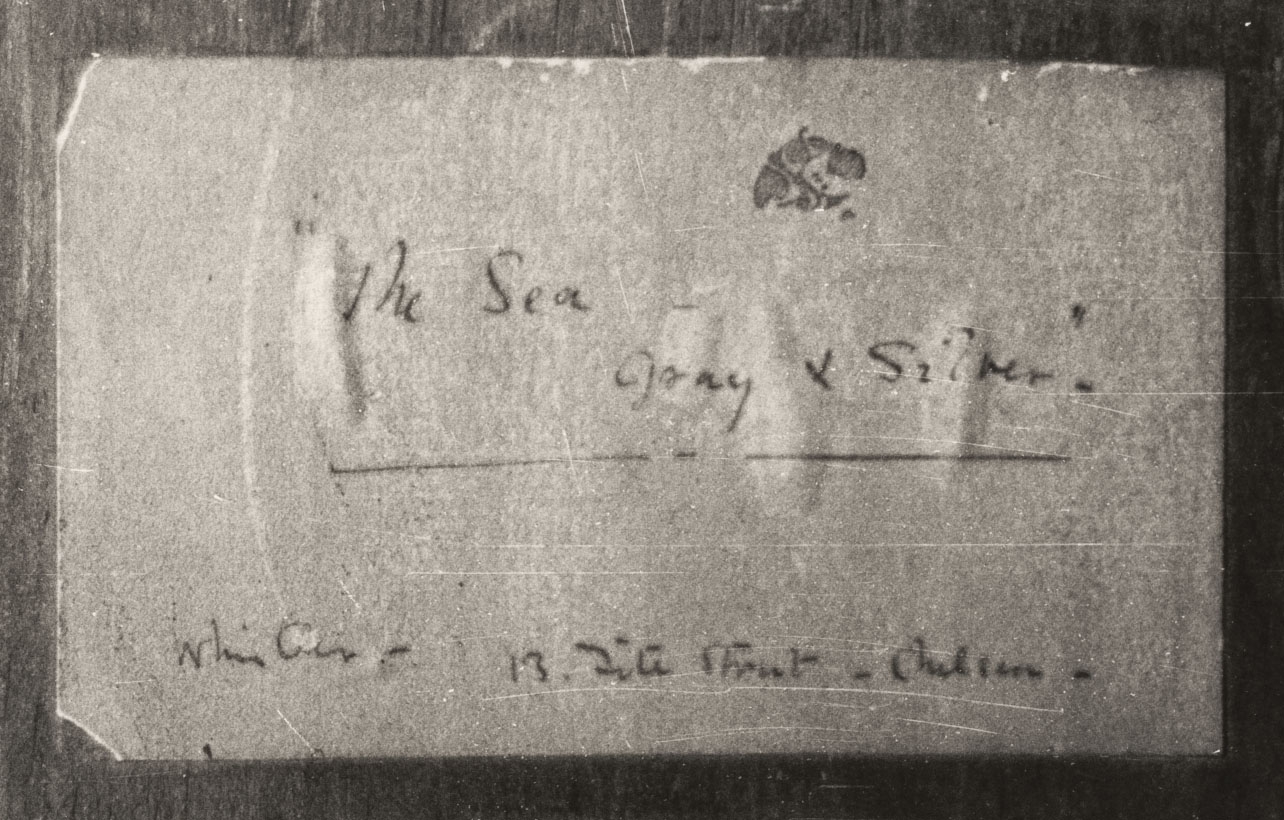 "The Sea –
Gray & Silver – "
Whistler – 13. Tite Street – Chelsea –